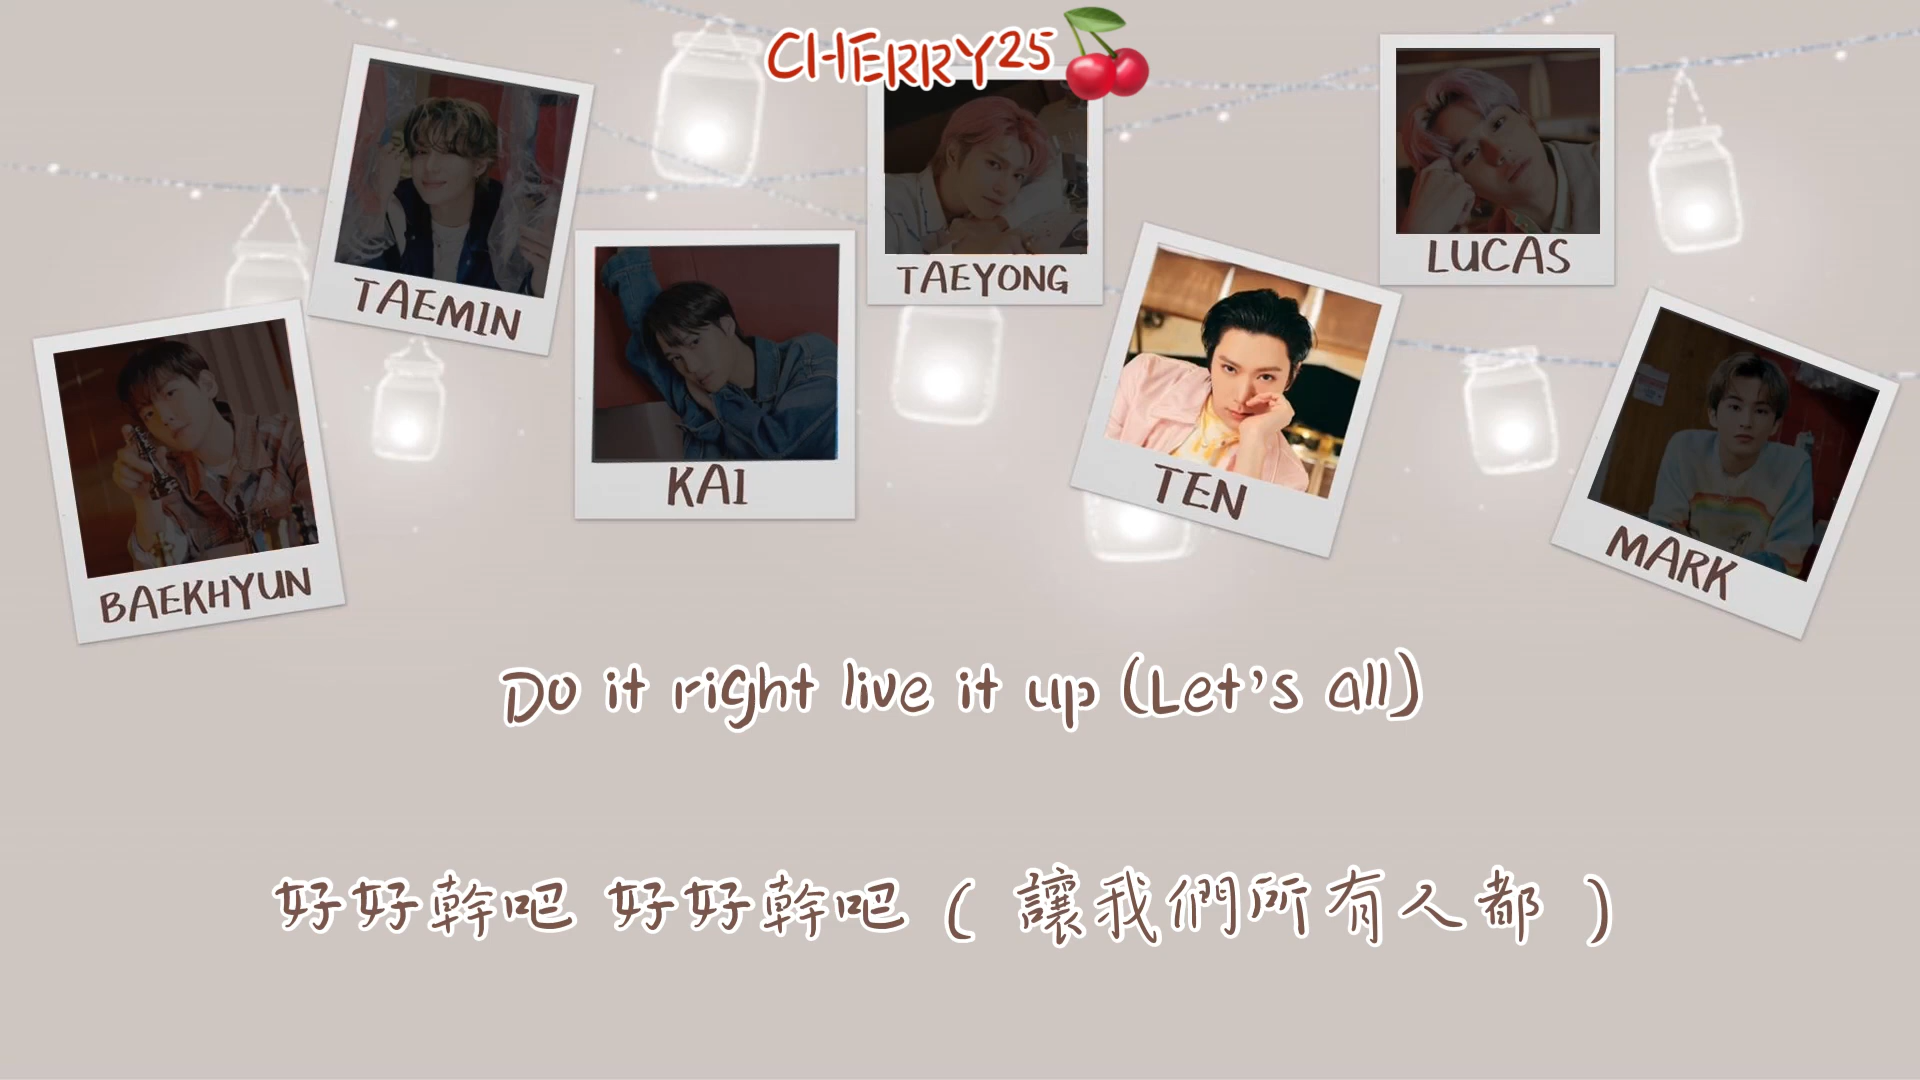 CHERRY25
TAEMIN
TAEYONG
LUCAS
KAI
TEN
BAEKHYUN
MARK
Do it right live it up (Let's all)
好好幹吧 好好幹吧 ( 讓我們所有人都 )